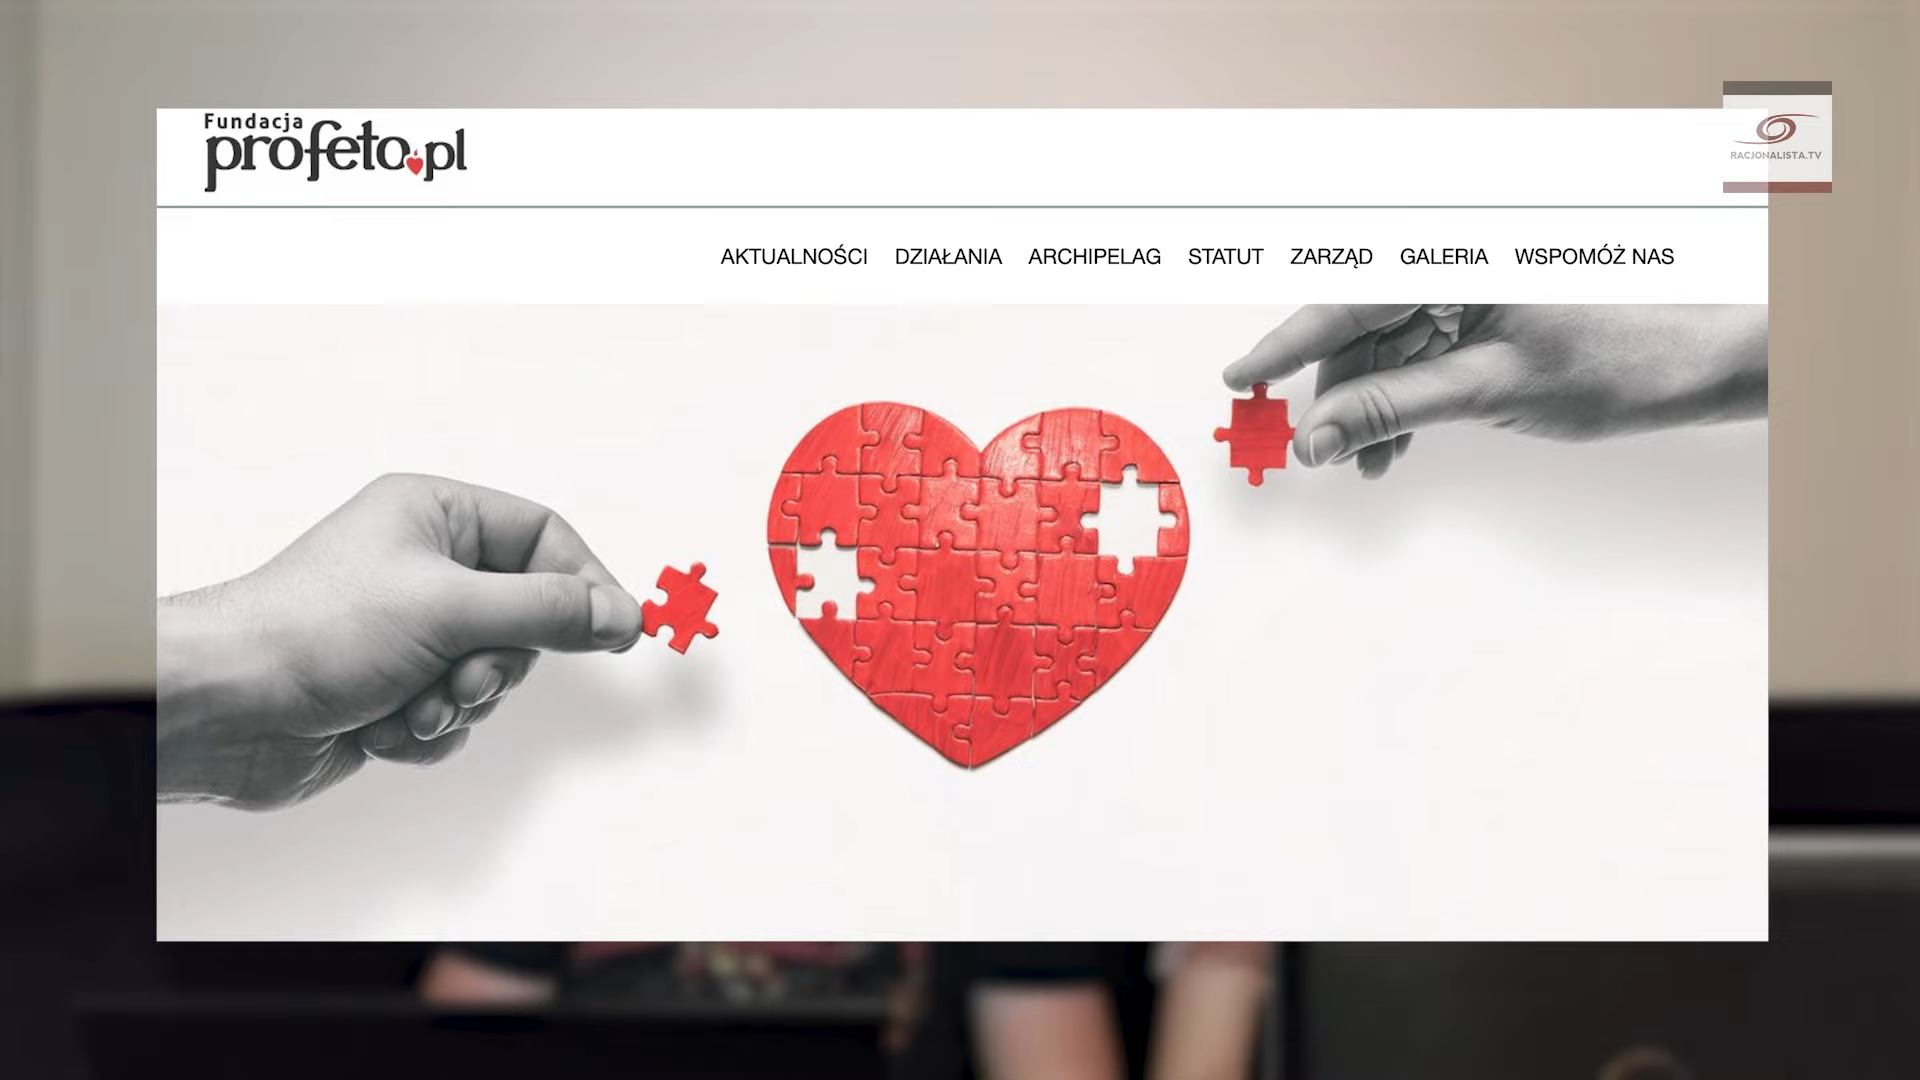 Fundacja
profeto.pl
RACJONALISTA.TV
AKTUALNOŚCI DZIAŁANIA ARCHIPELAG STATUT ZARZĄD GALERIA WSPOMÓŻ NAS